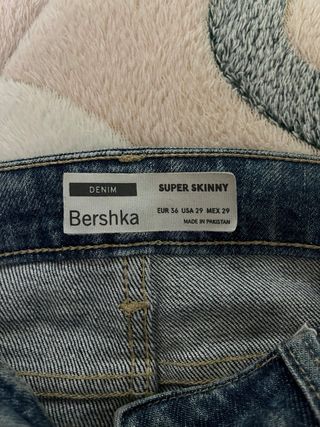 DENIM
SUPER SKINNY
Bershka
EUR 36 USA 29 MEX 29
MADE IN PAKISTAN